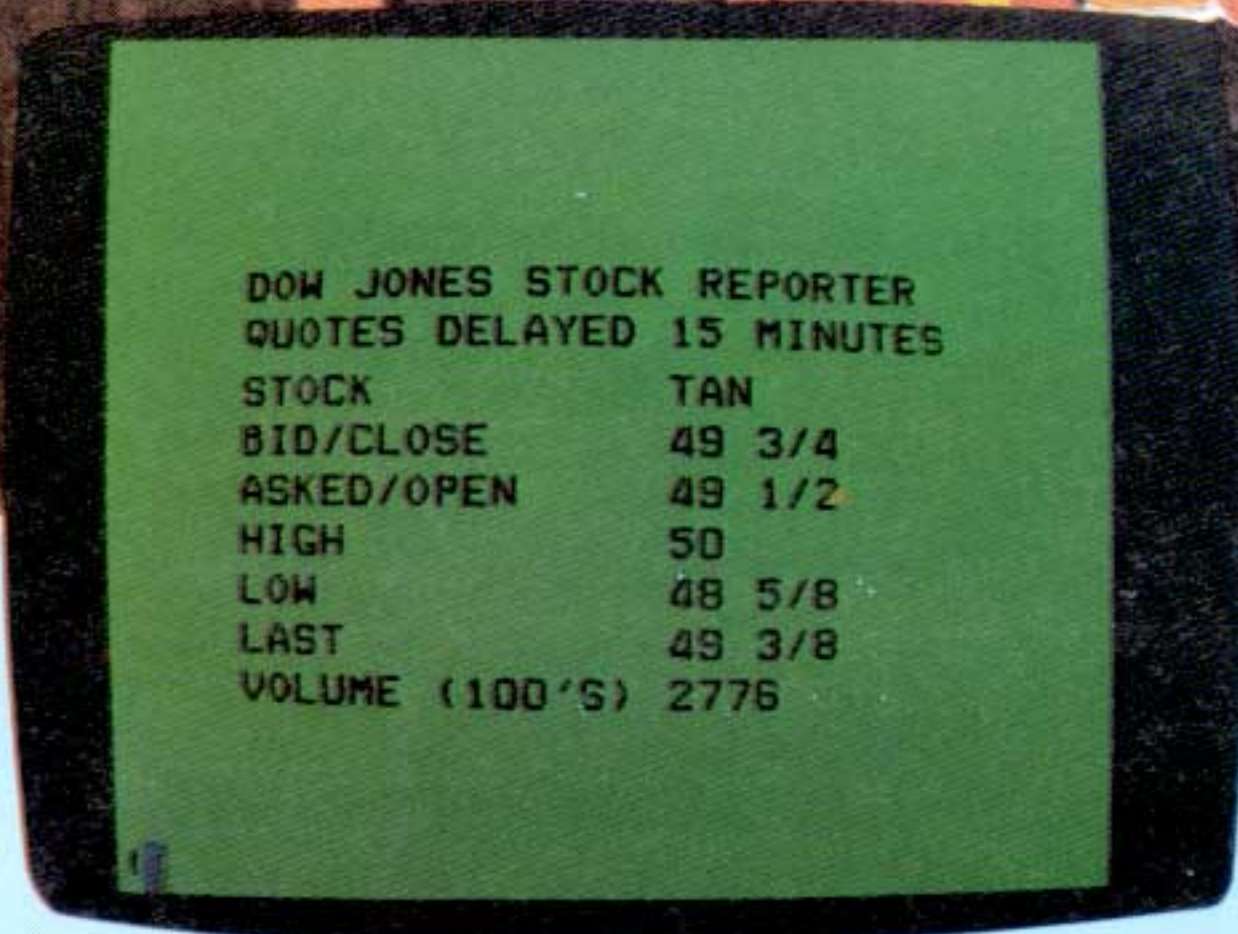 DOW JONES STOCK REPORTER
QUOTES DELAYED 15 MINUTES
STOCK TAN
BID/CLOSE 49 3/4
ASKED/OPEN 49 1/2
HIGH 50
LOW 48 5/8
LAST 49 3/8
VOLUME (100'S) 2776